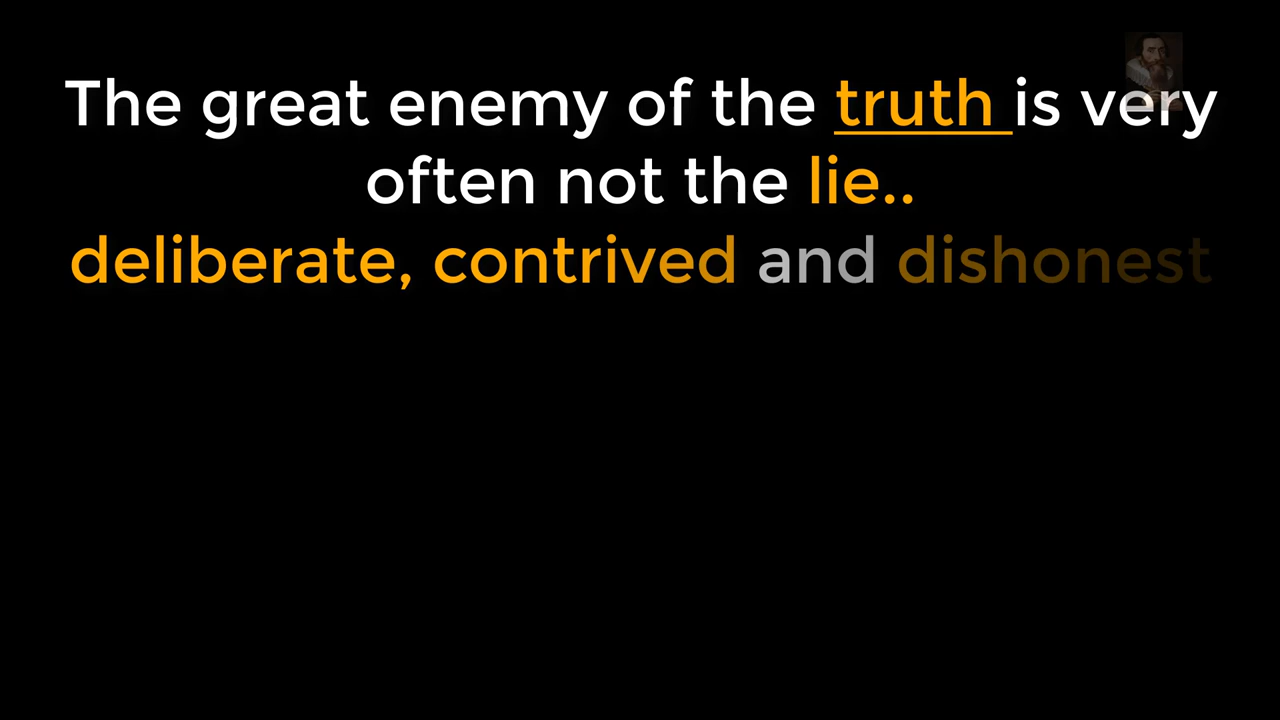 The great enemy of the truth is very
often not the lie..
deliberate, contrived and dishonest